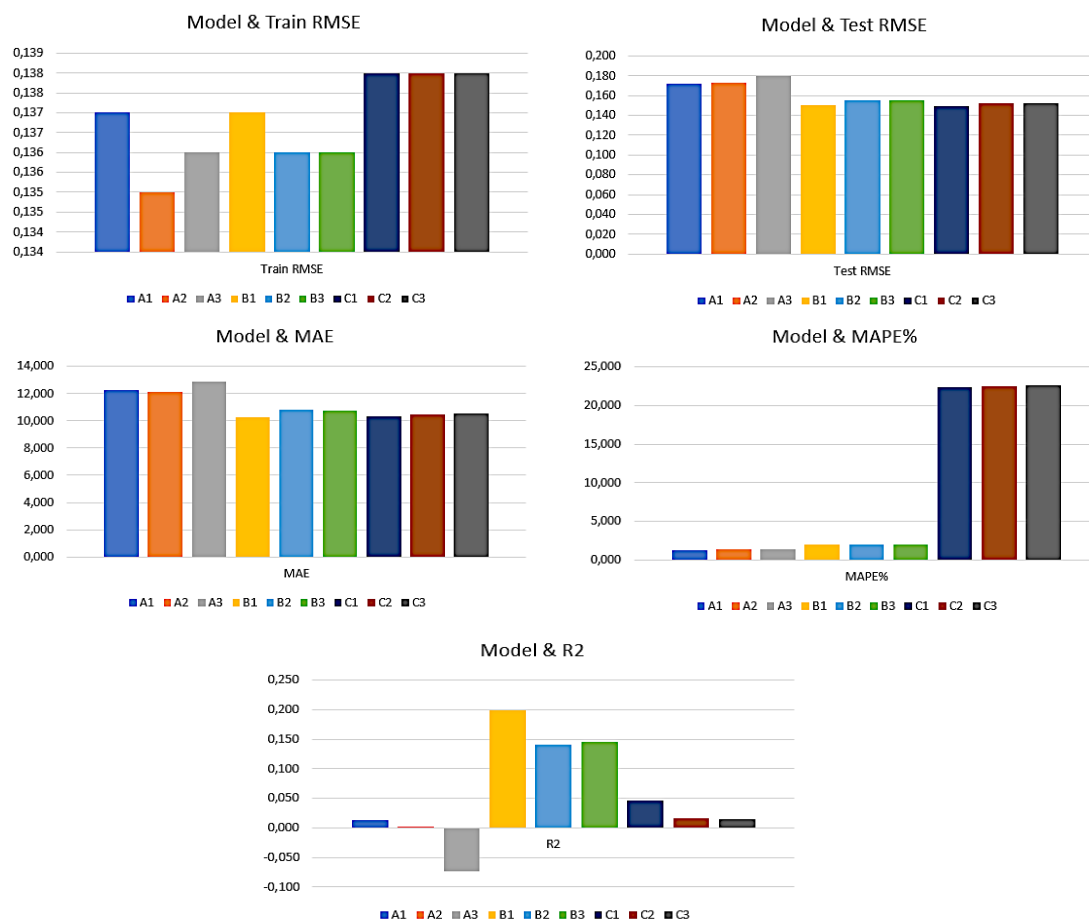 Model & Train RMSE
0,139
0,138
0,138
0,137
0,137
0,136
0,136
0,135
0,135
0,134
0,134
Train RMSE
A1 A2 A3 B1 B2 B3 C1 C2 C3
Model & Test RMSE
0,200
0,180
0,160
0,140
0,120
0,100
0,080
0,060
0,040
0,020
0,000
Test RMSE
A1 A2 A3 B1 B2 B3 C1 C2 C3
Model & MAE
14,000
12,000
10,000
8,000
6,000
4,000
2,000
0,000
MAE
A1 A2 A3 B1 B2 B3 C1 C2 C3
Model & MAPE%
25,000
20,000
15,000
10,000
5,000
0,000
MAPE%
A1 A2 A3 B1 B2 B3 C1 C2 C3
Model & R2
0,250
0,200
0,150
0,100
0,050
0,000
-0,050
-0,100
R2
A1 A2 A3 B1 B2 B3 C1 C2 C3